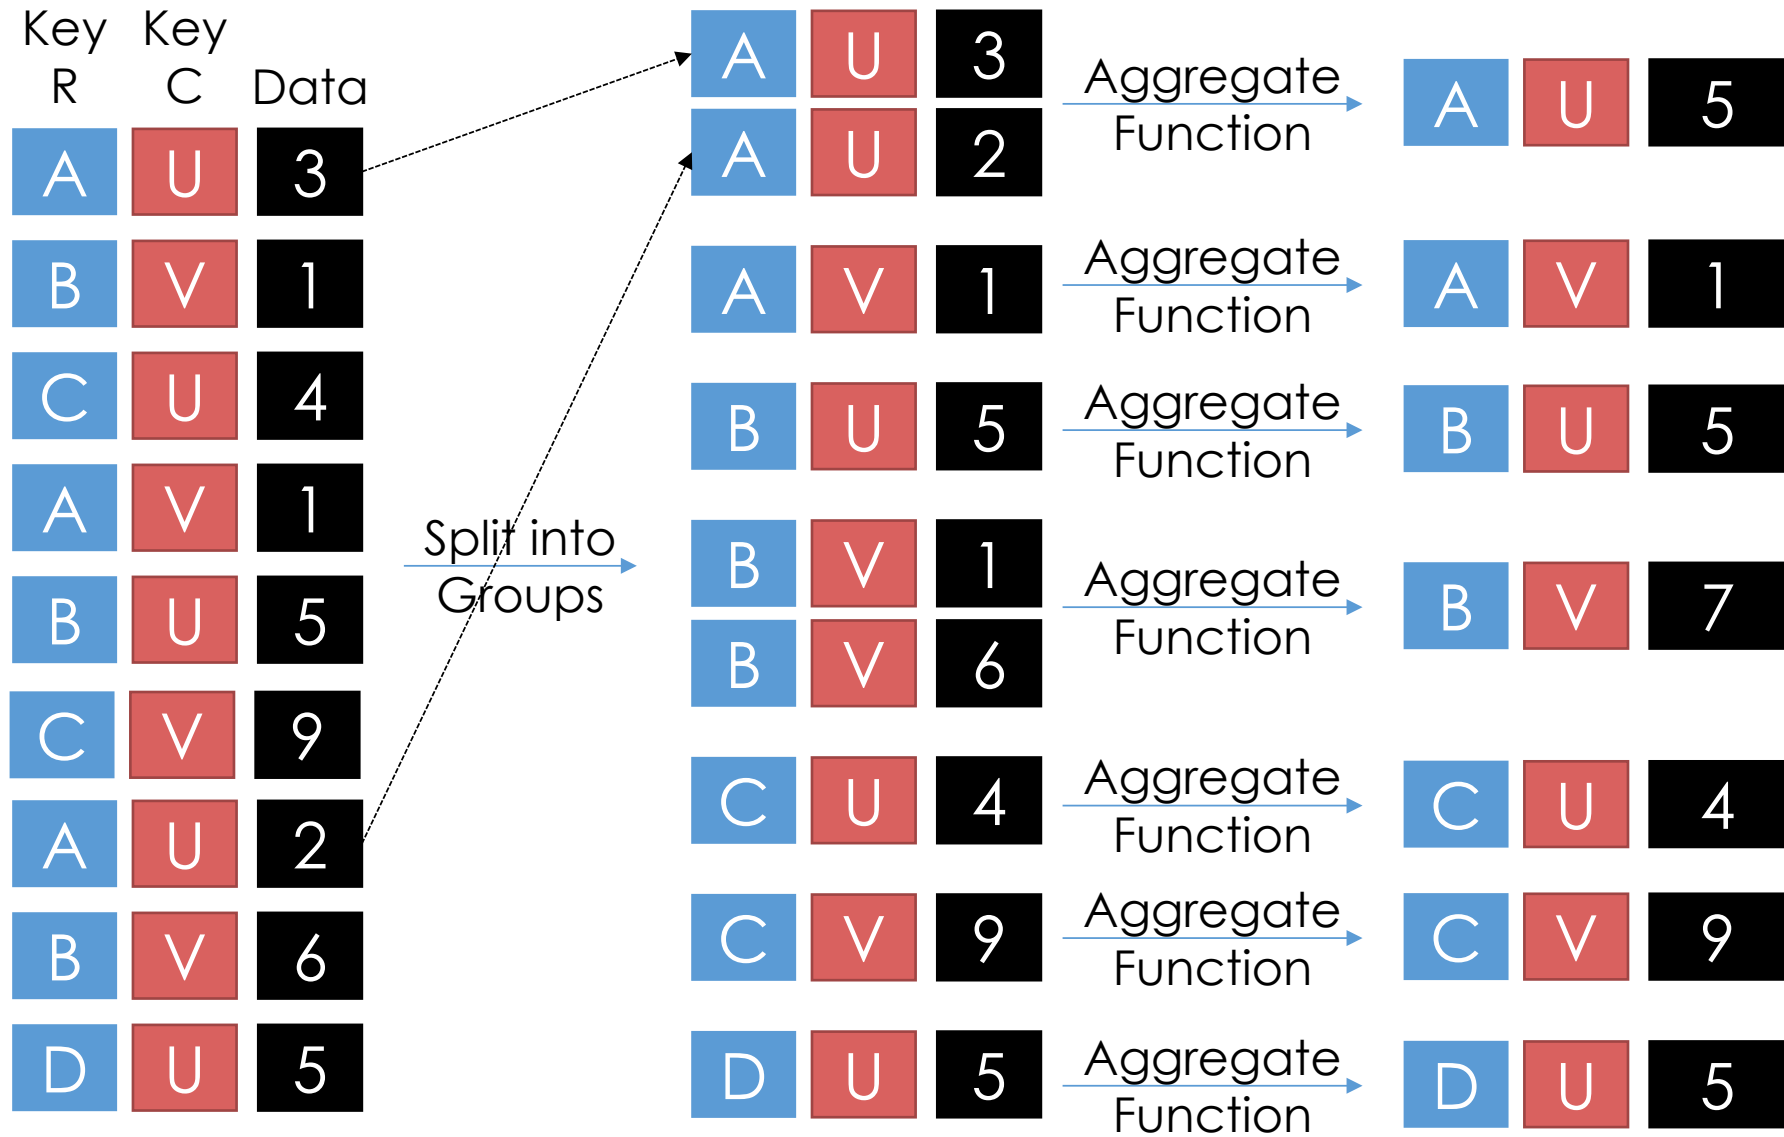 Key Key
R C Data
A U 3
B V 1
C U 4
A V 1
B U 5
C V 9
A U 2
B V 6
D U 5
Split into
Groups
A U 3
A U 2
A V 1
B U 5
B V 1
B V 6
C U 4
C V 9
D U 5
Aggregate
Function
Aggregate
Function
Aggregate
Function
Aggregate
Function
Aggregate
Function
Aggregate
Function
Aggregate
Function
A U 5
A V 1
B U 5
B V 7
C U 4
C V 9
D U 5